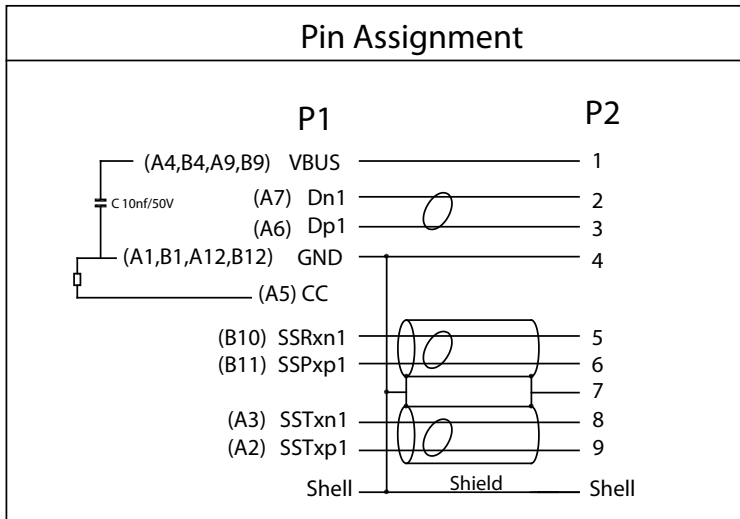 Pin Assignment
P1 P2
(A4,B4,A9,B9) VBUS 1
C 10nf/50V
(A7) Dn1 2
(A6) Dp1 3
(A1,B1,A12,B12) GND 4
(A5) CC
(B10) SSRxn1 5
(B11) SSPxp1 6
7
(A3) SSTxn1 8
(A2) SSTxp1 9
Shell Shield Shell